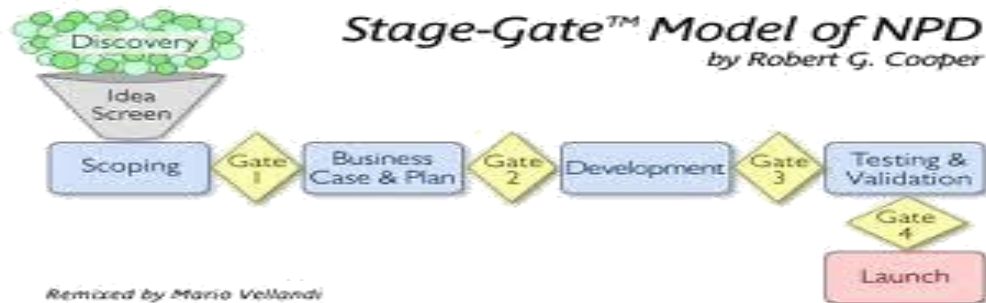 Stage-Gate™ Model of NPD
by Robert G. Cooper
Discovery
Idea
Screen
Scoping
Gate
1
Business
Case & Plan
Gate
2
Development
Gate
3
Testing &
Validation
Gate
4
Launch
Remixed by Mario Vellandi